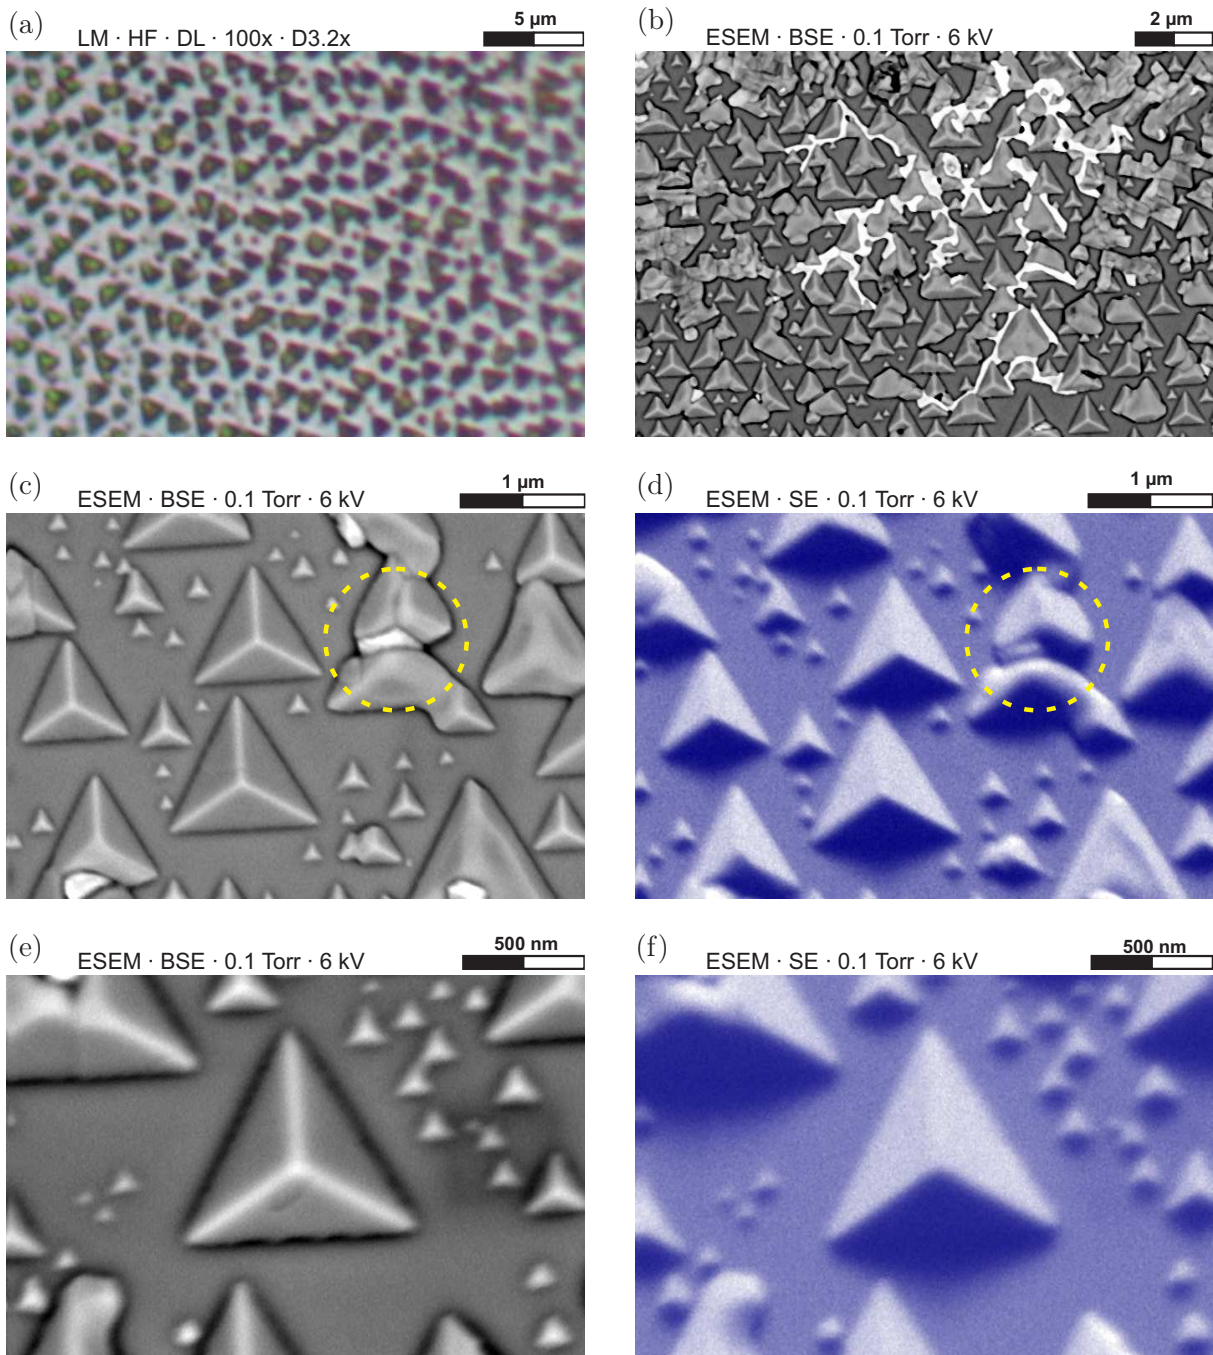 (a)
LM · HF · DL · 100x · D3.2x
5 µm
(b)
ESEM · BSE · 0.1 Torr · 6 kV
2 µm
(c)
ESEM · BSE · 0.1 Torr · 6 kV
1 µm
(d)
ESEM · SE · 0.1 Torr · 6 kV
1 µm
(e)
ESEM · BSE · 0.1 Torr · 6 kV
500 nm
(f)
ESEM · SE · 0.1 Torr · 6 kV
500 nm